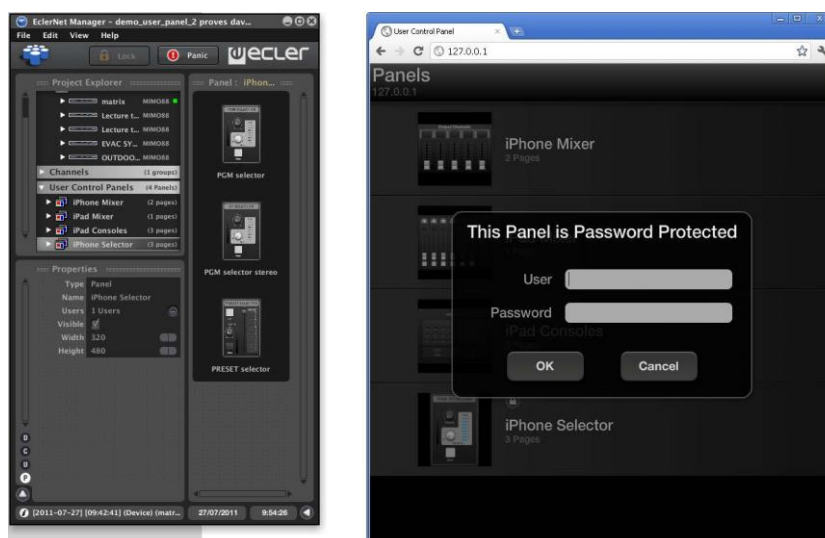 EclerNet Manager - demo_user_panel_2 proves dav...
File Edit View Help
Lock
Panic
ecler
Project Explorer
matrix MIMO88
Lecture t... MIMO88
Lecture t... MIMO88
EVAC SY... MIMO88
OUTDOO... MIMO88
Channels (1 groups)
User Control Panels (4 Panels)
iPhone Mixer (2 pages)
iPad Mixer (1 pages)
iPad Consoles (3 pages)
iPhone Selector (3 pages)
Properties
Type Panel
Name iPhone Selector
Users 1 Users
Visible
Width 320
Height 480
D
C
U
P
[2011-07-27] [09:42:41] (Device) (matr...
27/07/2011
9:54:26
Panel : iPhon...
PGM selector
PGM selector stereo
PRESET SELECTOR
PRESET selector
User Control Panel
127.0.0.1
Panels
127.0.0.1
iPhone Mixer
2 Pages
This Panel is Password Protected
User
Password
iPad Consoles
OK
Cancel
iPhone Selector
3 Pages